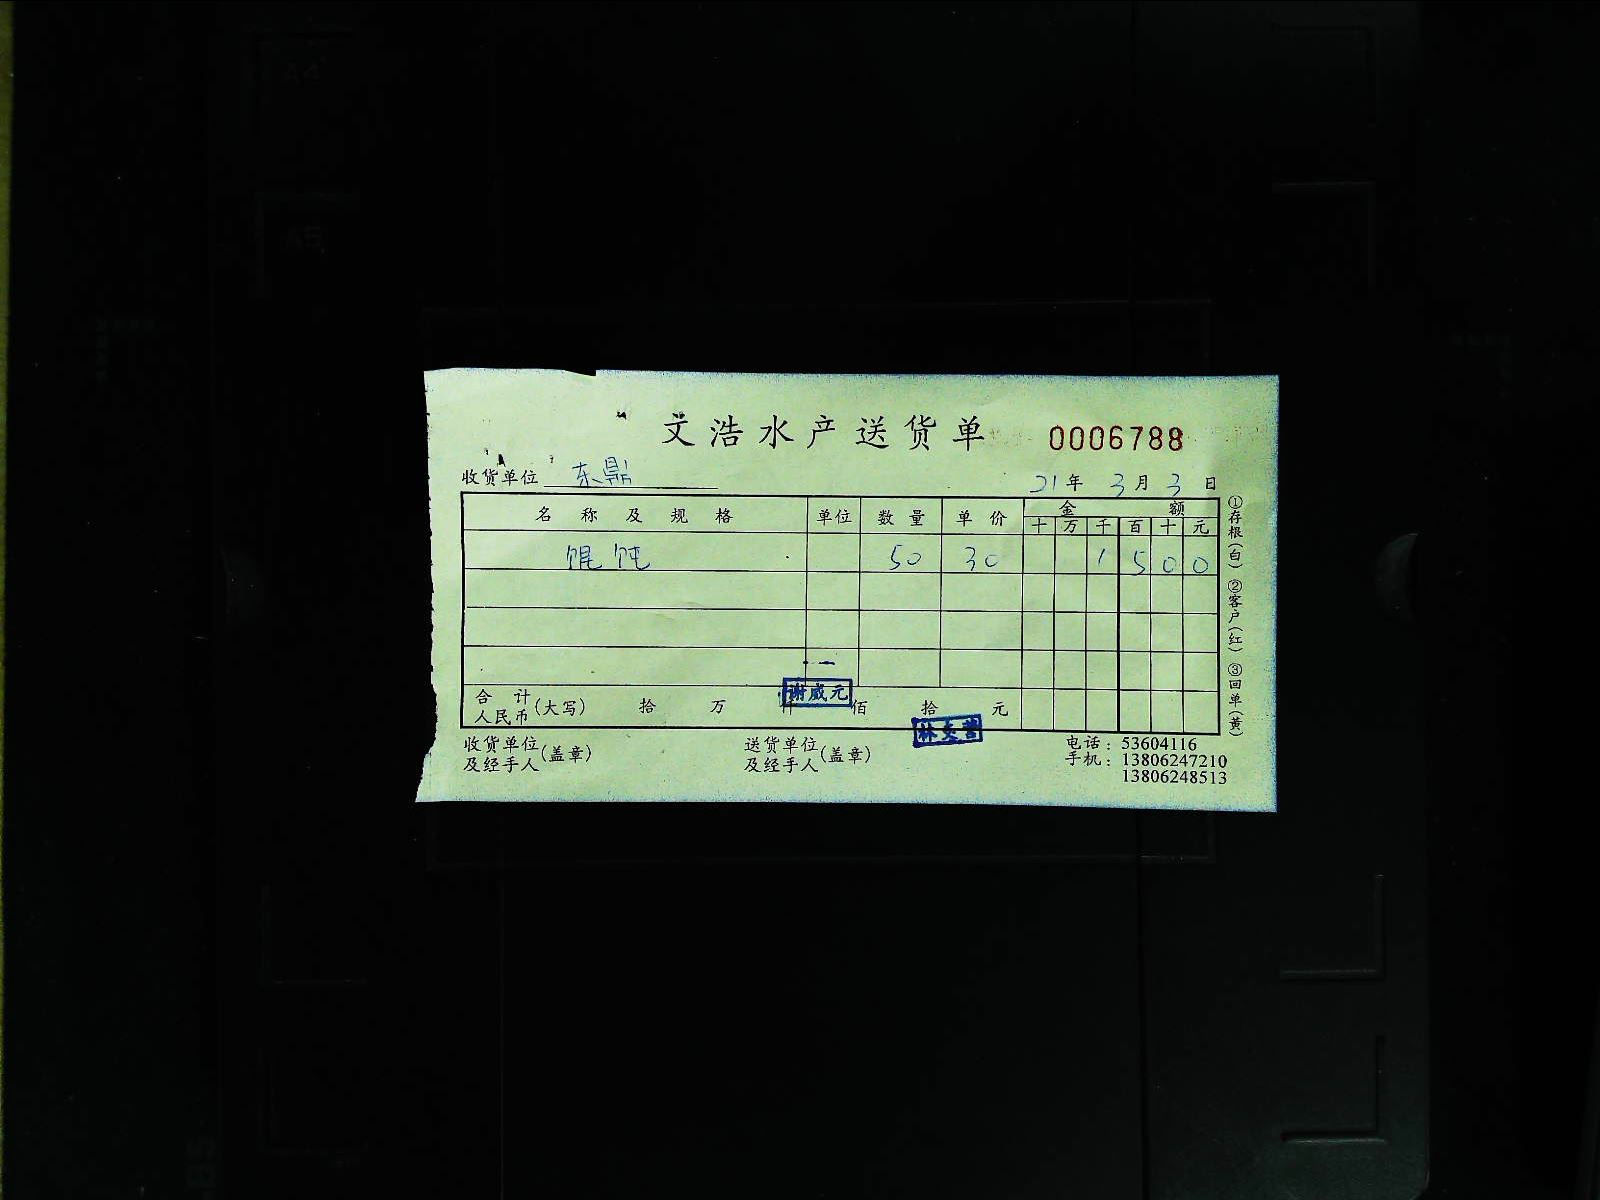 文浩水产送货单 0006788
收货单位 东鼎 21年 3月 3日
名称及规格 单位 数量 单价 金额
十 万 千 百 十 元
馄饨 50 30 1 5 0 0
合计人民币(大写) 拾 万 仟 佰 拾 元
谢威元
收货单位及经手人(盖章) 送货单位及经手人(盖章)
电话：53604116
手机：13806247210
13806248513
①存根(白) ②客户(红) ③回单(黄)
A4
A5